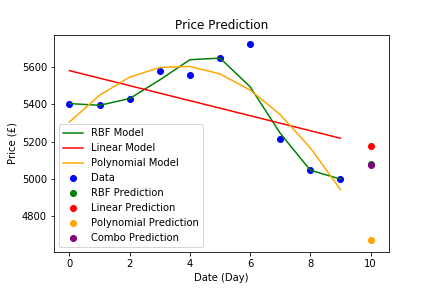 Price Prediction
Price (£)
5600
5400
5200
5000
4800
RBF Model
Linear Model
Polynomial Model
Data
RBF Prediction
Linear Prediction
Polynomial Prediction
Combo Prediction
0
2
4
6
8
10
Date (Day)